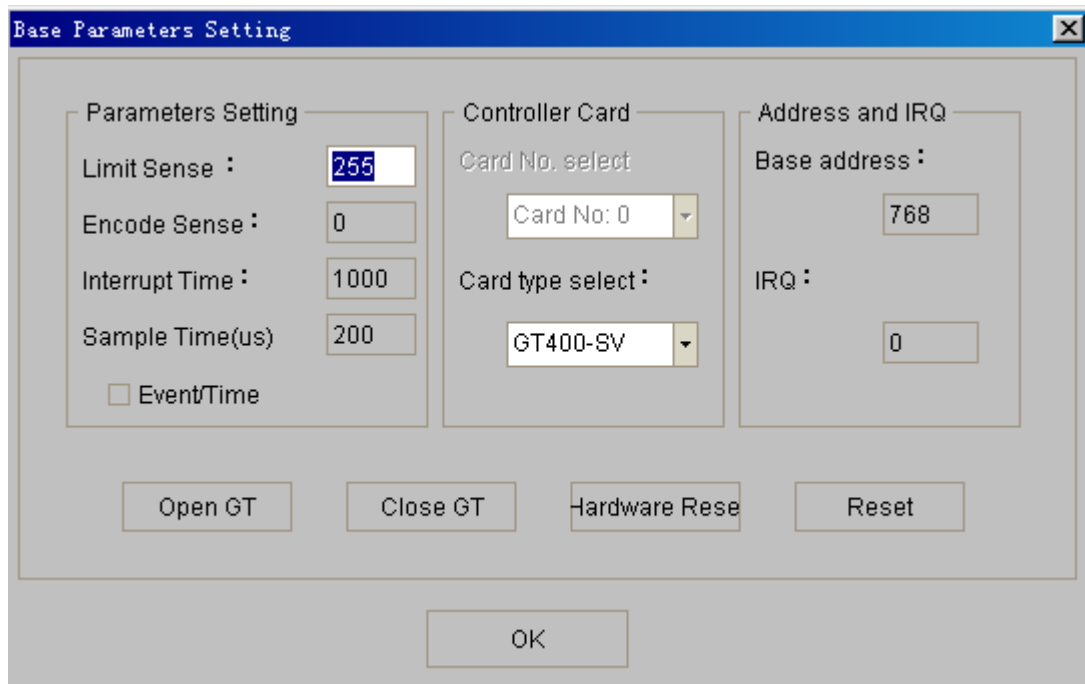 Base Parameters Setting
Parameters Setting
Limit Sense：
255
Encode Sense：
0
Interrupt Time：
1000
Sample Time(us)
200
Event/Time
Controller Card
Card No. select
Card No: 0
Card type select：
GT400-SV
Address and IRQ
Base address：
768
IRQ：
0
Open GT
Close GT
Hardware Rese
Reset
OK